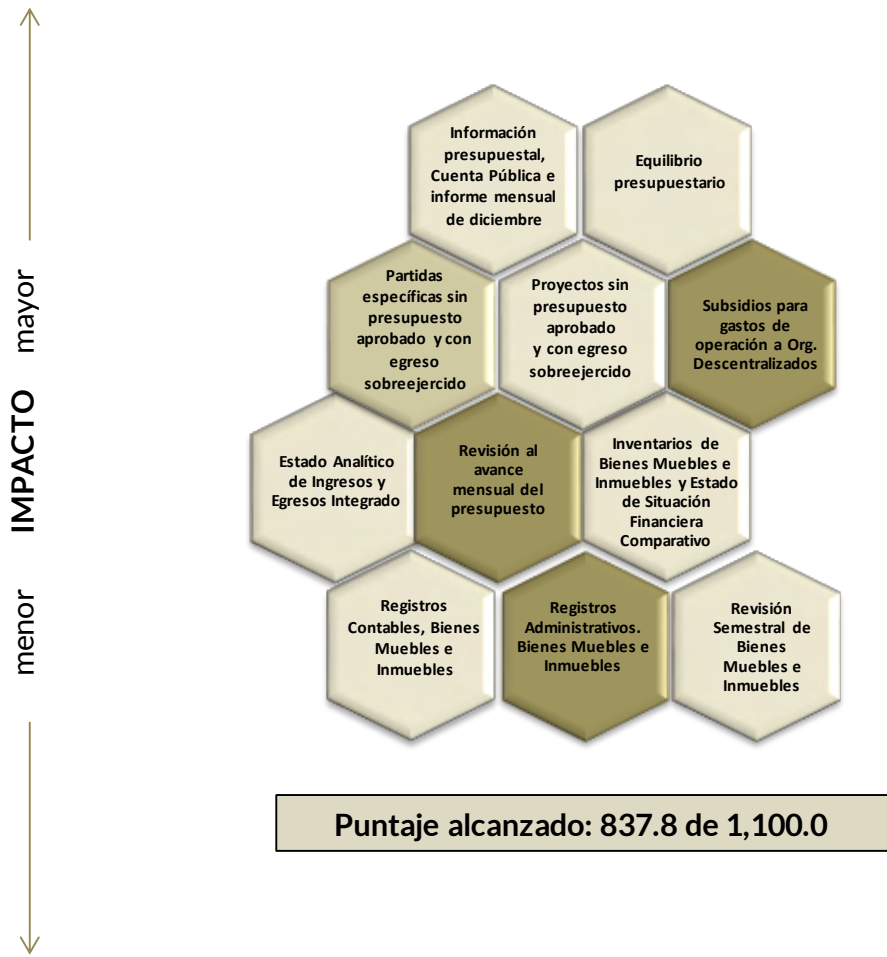 mayor
IMPACTO
menor
Información
presupuestal,
Cuenta Pública e
informe mensual
de diciembre
Equilibrio
presupuestario
Partidas
específicas sin
presupuesto
aprobado y con
egreso
sobreejercido
Proyectos sin
presupuesto
aprobado
y con egreso
sobreejercido
Subsidios para
gastos de
operación a Org.
Descentralizados
Estado Analítico
de Ingresos y
Egresos Integrado
Revisión al
avance
mensual del
presupuesto
Inventarios de
Bienes Muebles e
Inmuebles y Estado
de Situación
Financiera
Comparativo
Registros
Contables, Bienes
Muebles e
Inmuebles
Registros
Administrativos.
Bienes Muebles e
Inmuebles
Revisión
Semestral de
Bienes
Muebles e
Inmuebles
Puntaje alcanzado: 837.8 de 1,100.0